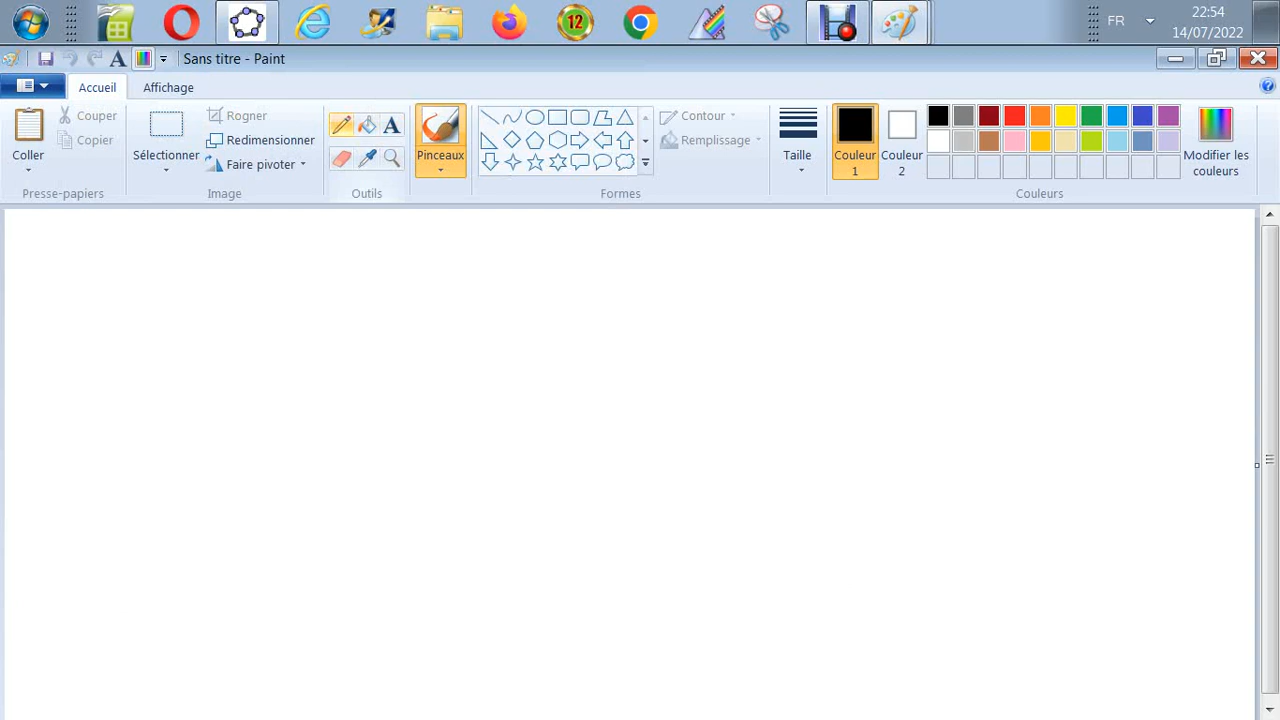 FR
22:54
14/07/2022
Sans titre - Paint
Accueil
Affichage
Coller
Couper
Copier
Presse-papiers
Sélectionner
Rogner
Redimensionner
Faire pivoter
Image
Outils
Pinceaux
Formes
Contour
Remplissage
Taille
Couleur 1
Couleur 2
Modifier les couleurs
Couleurs
12